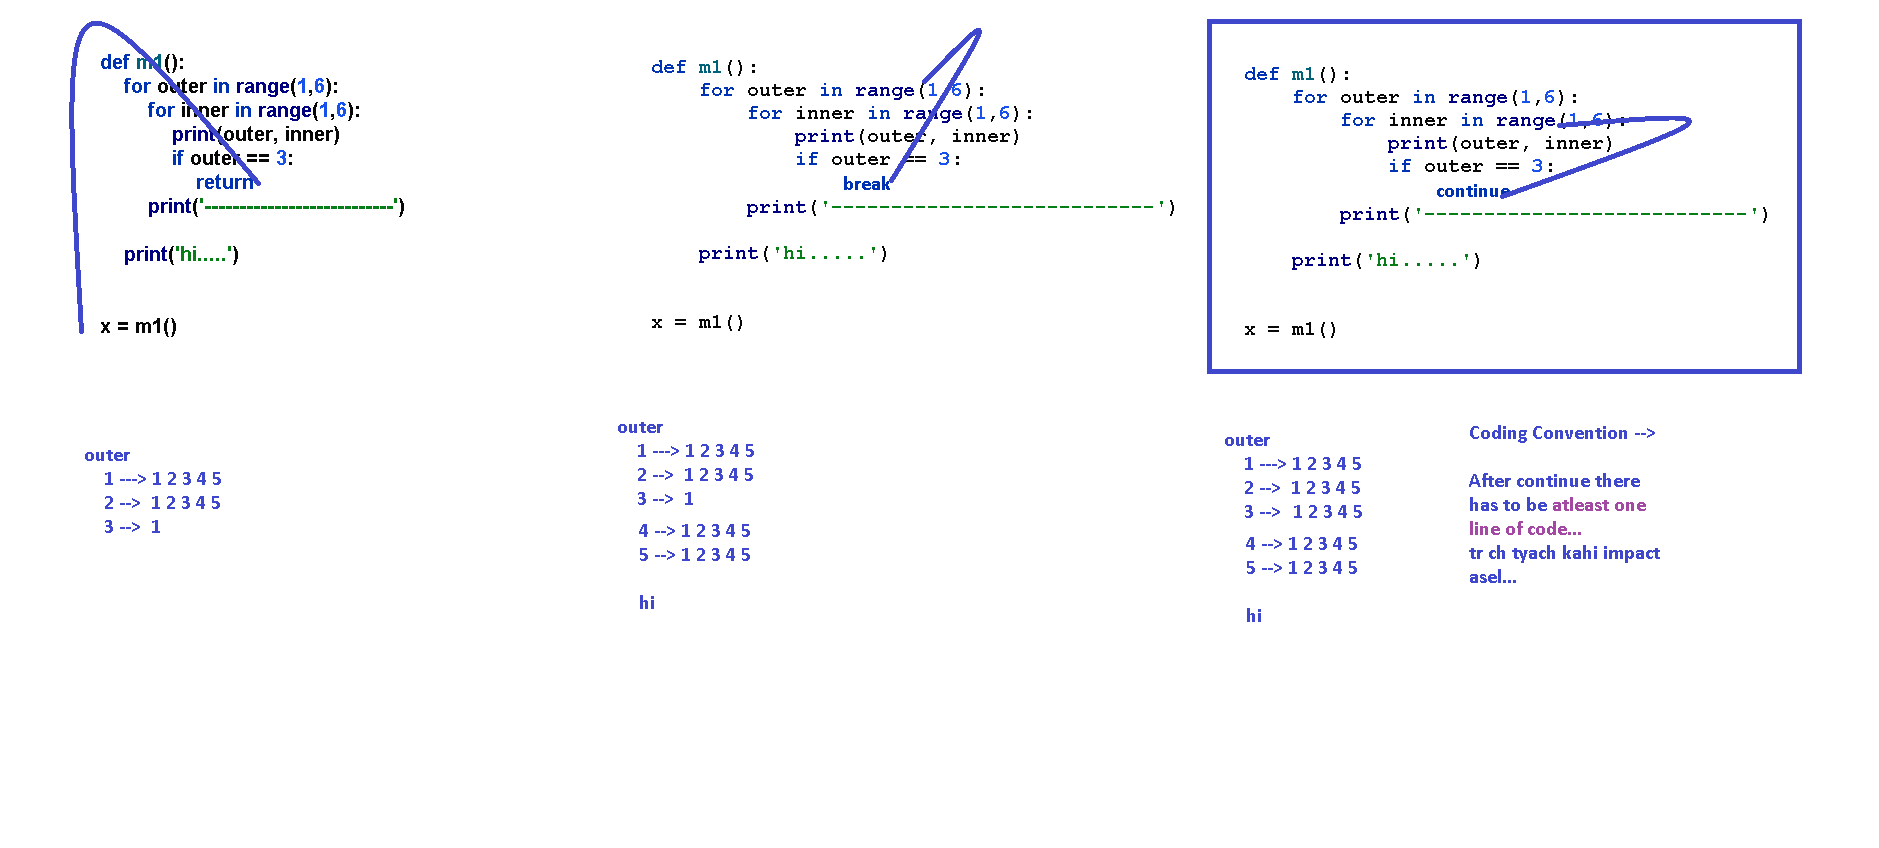 def m1():
    for outer in range(1,6):
        for inner in range(1,6):
            print(outer, inner)
            if outer == 3:
                return
        print('---------------------------')
    print('hi.....')
x = m1()
outer
1 ---> 1 2 3 4 5
2 --> 1 2 3 4 5
3 --> 1
def m1():
    for outer in range(1,6):
        for inner in range(1,6):
            print(outer, inner)
            if outer == 3:
                break
        print('---------------------------')
    print('hi.....')
x = m1()
outer
1 ---> 1 2 3 4 5
2 --> 1 2 3 4 5
3 --> 1
4 --> 1 2 3 4 5
5 --> 1 2 3 4 5
hi
def m1():
    for outer in range(1,6):
        for inner in range(1,6):
            print(outer, inner)
            if outer == 3:
                continue
        print('---------------------------')
    print('hi.....')
x = m1()
outer
1 ---> 1 2 3 4 5
2 --> 1 2 3 4 5
3 --> 1 2 3 4 5
4 --> 1 2 3 4 5
5 --> 1 2 3 4 5
hi
Coding Convention -->
After continue there
has to be atleast one
line of code...
tr ch tyach kahi impact
asel...